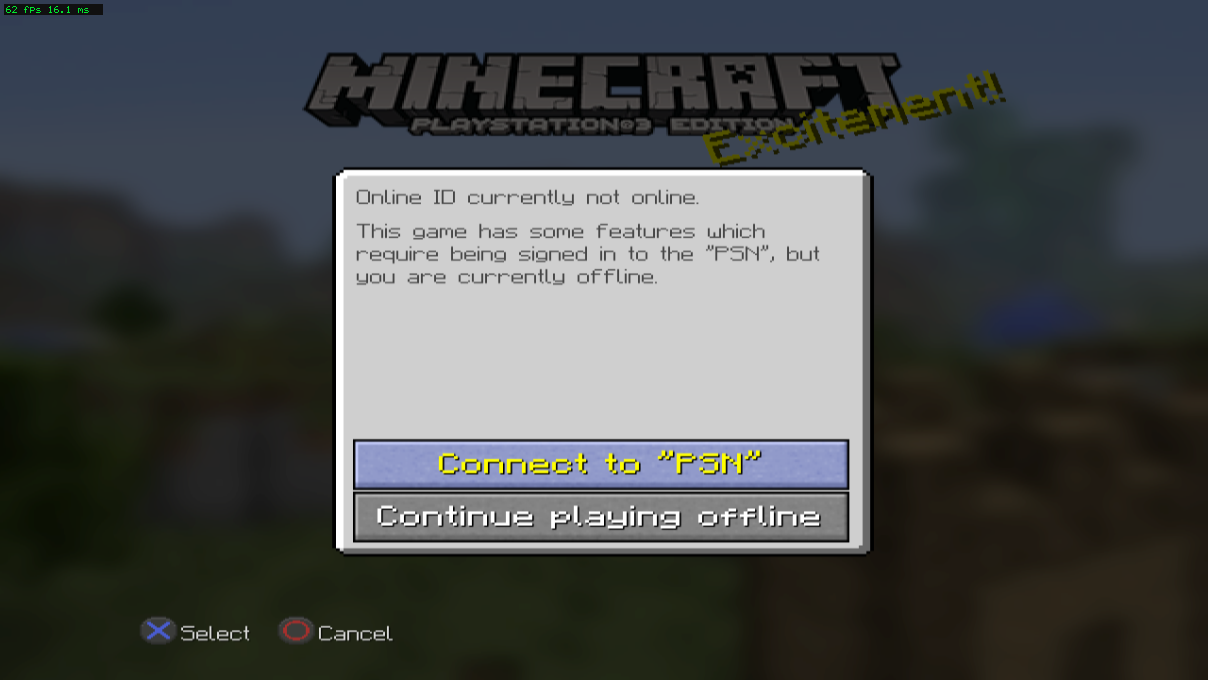 62 fps 16.1 ms
MINECRAFT
PLAYSTATION®3 EDITION
Excitement!
Online ID currently not online.
This game has some features which
require being signed in to the "PSN", but
you are currently offline.
Connect to "PSN"
Continue playing offline
Select Cancel